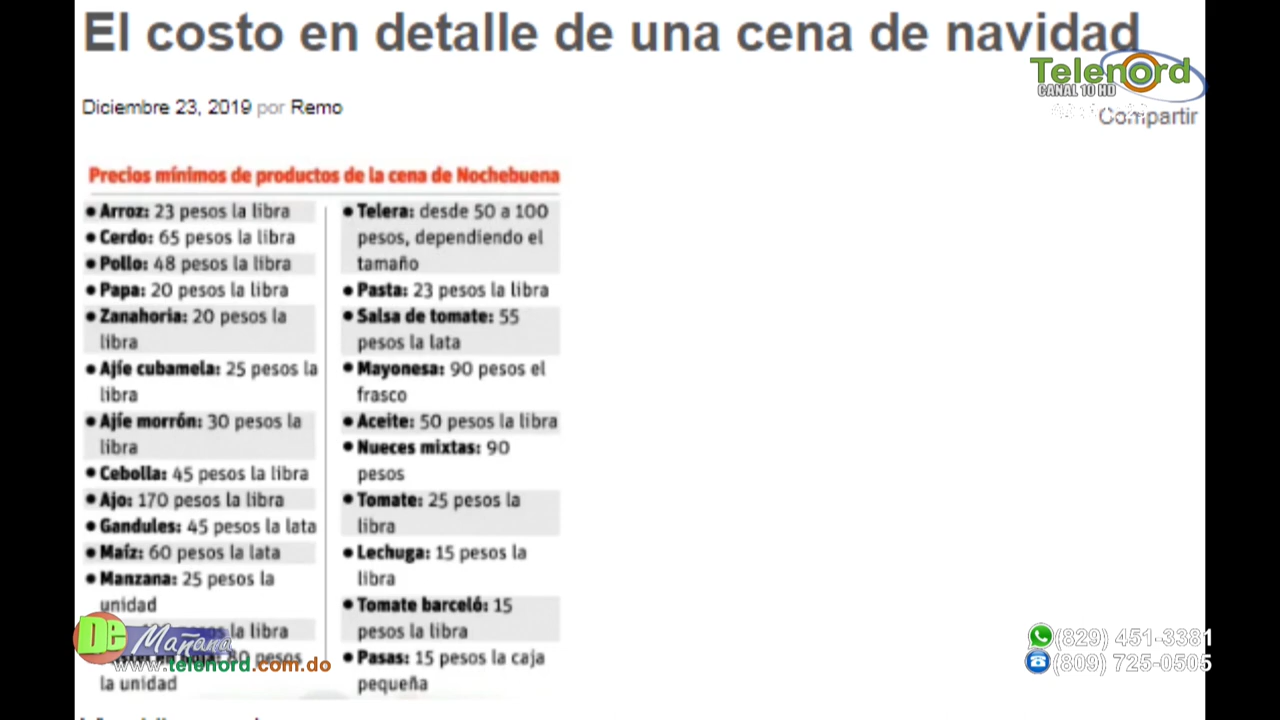 El costo en detalle de una cena de navidad
Telenord
CANAL 10 HD
Diciembre 23, 2019 por Remo
Compartir
Precios mínimos de productos de la cena de Nochebuena
• Arroz: 23 pesos la libra
• Cerdo: 65 pesos la libra
• Pollo: 48 pesos la libra
• Papa: 20 pesos la libra
• Zanahoria: 20 pesos la
libra
• Ajíe cubamela: 25 pesos la
libra
• Ajíe morrón: 30 pesos la
libra
• Cebolla: 45 pesos la libra
• Ajo: 170 pesos la libra
• Gandules: 45 pesos la lata
• Maíz: 60 pesos la lata
• Manzana: 25 pesos la
unidad
pesos la libra
pesos
la unidad
• Telera: desde 50 a 100
pesos, dependiendo el
tamaño
• Pasta: 23 pesos la libra
• Salsa de tomate: 55
pesos la lata
• Mayonesa: 90 pesos el
frasco
• Aceite: 50 pesos la libra
• Nueces mixtas: 90
pesos
• Tomate: 25 pesos la
libra
• Lechuga: 15 pesos la
libra
• Tomate barceló: 15
pesos la libra
• Pasas: 15 pesos la caja
pequeña
De Mañana
www.telenord.com.do
(829) 451-3381
(809) 725-0505